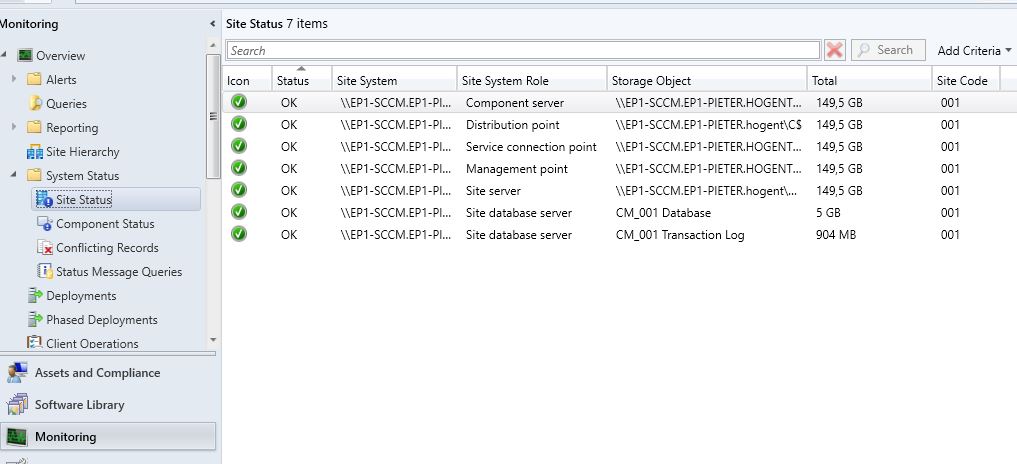 Monitoring
Overview
Alerts
Queries
Reporting
Site Hierarchy
System Status
Site Status
Component Status
Conflicting Records
Status Message Queries
Deployments
Phased Deployments
Client Operations
Assets and Compliance
Software Library
Monitoring
Site Status 7 items
Search Search Add Criteria
Icon Status Site System Site System Role Storage Object Total Site Code
OK \\EP1-SCCM.EP1-PI... Component server \\EP1-SCCM.EP1-PIETER.HOGENT... 149,5 GB 001
OK \\EP1-SCCM.EP1-PI... Distribution point \\EP1-SCCM.EP1-PIETER.hogent\C$ 149,5 GB 001
OK \\EP1-SCCM.EP1-PI... Service connection point \\EP1-SCCM.EP1-PIETER.HOGENT... 149,5 GB 001
OK \\EP1-SCCM.EP1-PI... Management point \\EP1-SCCM.EP1-PIETER.HOGENT... 149,5 GB 001
OK \\EP1-SCCM.EP1-PI... Site server \\EP1-SCCM.EP1-PIETER.hogent\... 149,5 GB 001
OK \\EP1-SCCM.EP1-PI... Site database server CM_001 Database 5 GB 001
OK \\EP1-SCCM.EP1-PI... Site database server CM_001 Transaction Log 904 MB 001